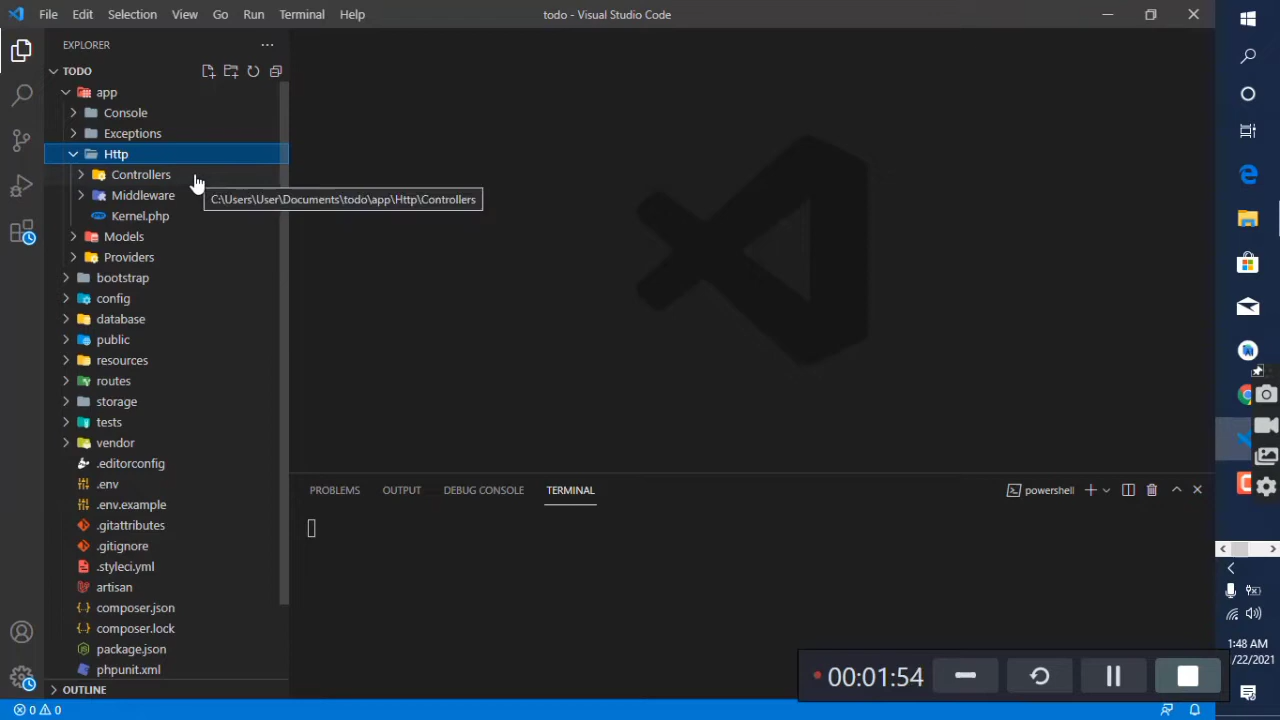 File Edit Selection View Go Run Terminal Help
todo - Visual Studio Code
EXPLORER
TODO
app
Console
Exceptions
Http
Controllers
C:\Users\User\Documents\todo\app\Http\Controllers
Middleware
Kernel.php
Models
Providers
bootstrap
config
database
public
resources
routes
storage
tests
vendor
.editorconfig
.env
.env.example
.gitattributes
.gitignore
.styleci.yml
artisan
composer.json
composer.lock
package.json
phpunit.xml
OUTLINE
0 0
PROBLEMS OUTPUT DEBUG CONSOLE TERMINAL
powershell
00:01:54
1:48 AM
/22/2021